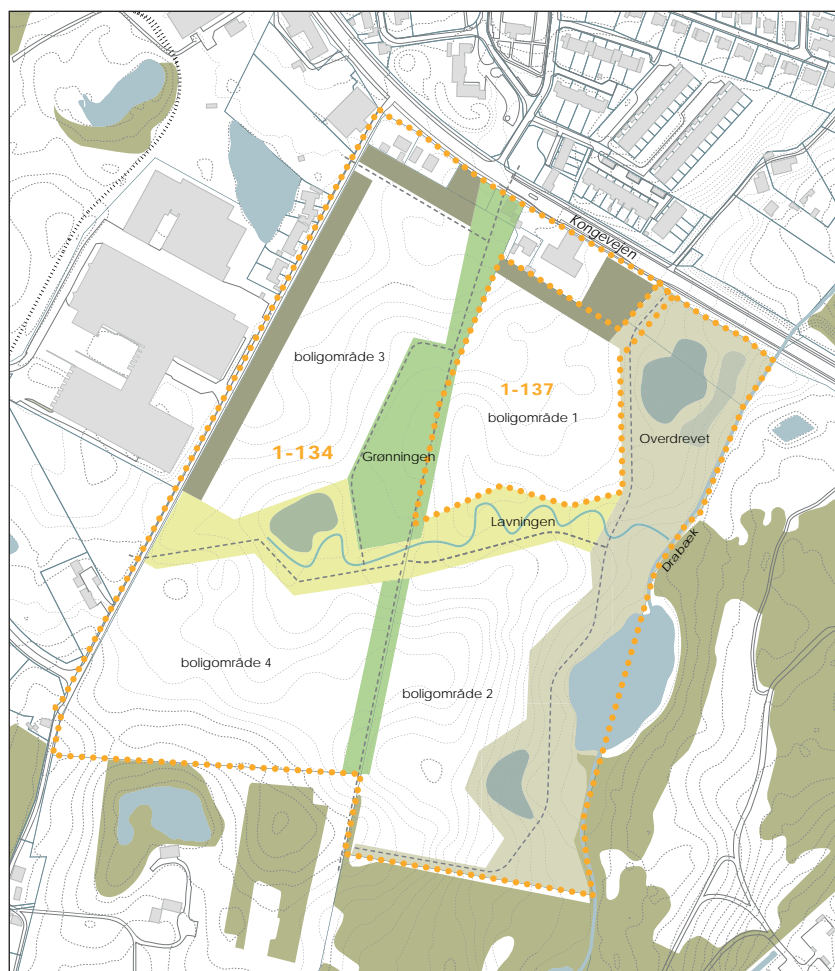 Kongevejen
boligområde 3
1-137
boligområde 1
Overdrevet
1-134
Grønningen
Lavningen
Drabæk
boligområde 4
boligområde 2